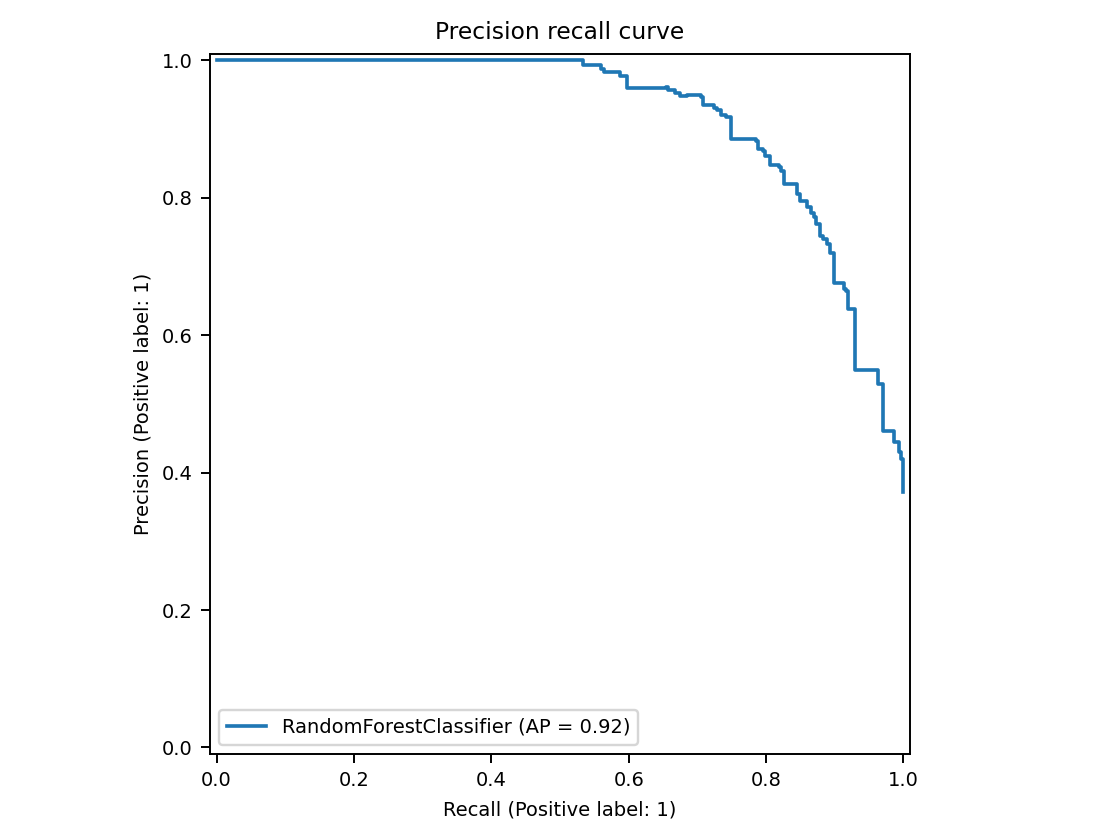 Precision recall curve
1.0
0.8
0.6
0.4
0.2
0.0
Precision (Positive label: 1)
RandomForestClassifier (AP = 0.92)
0.0 0.2 0.4 0.6 0.8 1.0
Recall (Positive label: 1)